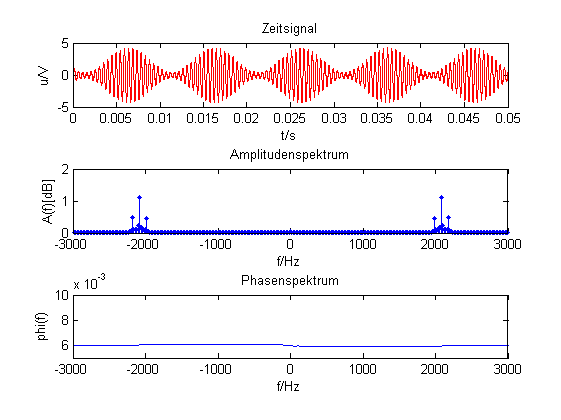 Zeitsignal
5
0
-5
u/V
0 0.005 0.01 0.015 0.02 0.025 0.03 0.035 0.04 0.045 0.05
t/s
Amplitudenspektrum
2
1
0
A(f)[dB]
-3000 -2000 -1000 0 1000 2000 3000
f/Hz
Phasenspektrum
x 10^-3
10
8
6
phi(f)
-3000 -2000 -1000 0 1000 2000 3000
f/Hz